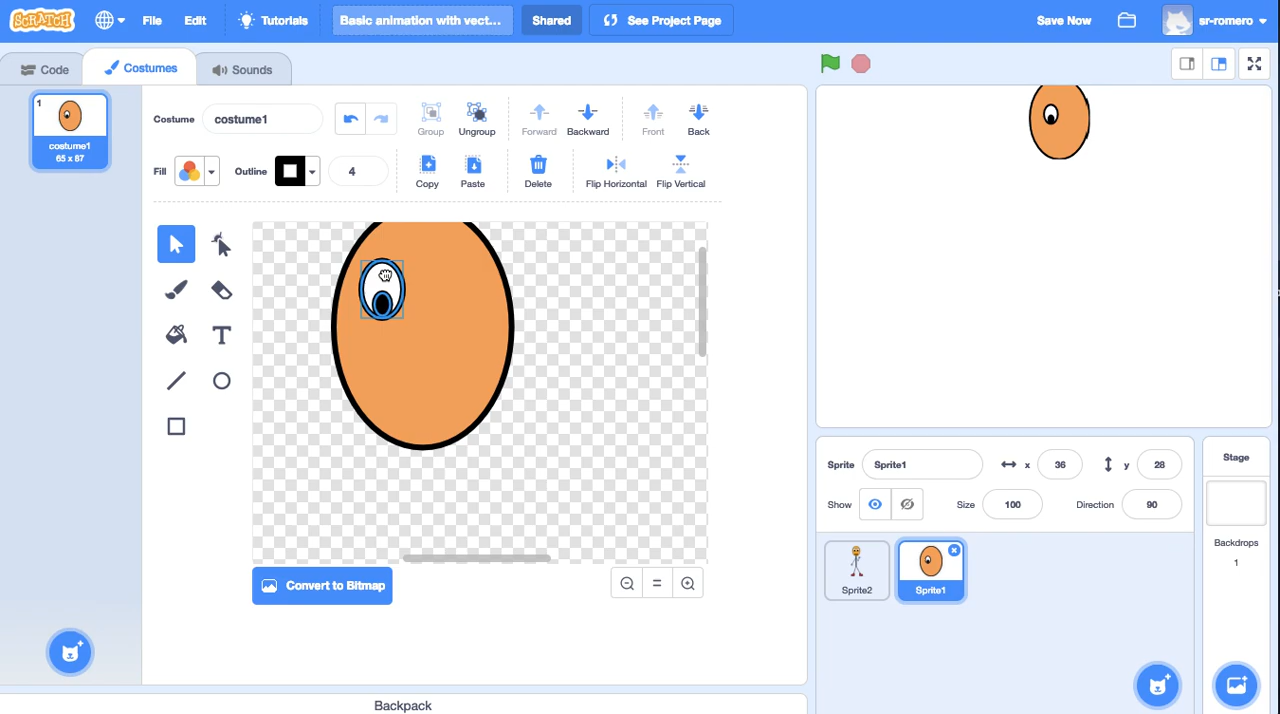 SCRATCH File Edit Tutorials Basic animation with vect... Shared See Project Page Save Now sr-romero
Code Costumes Sounds
1
costume1
65 x 87
Costume costume1 Group Ungroup Forward Backward Front Back
Fill Outline 4 Copy Paste Delete Flip Horizontal Flip Vertical
T
Convert to Bitmap
Backpack
Sprite Sprite1 x 36 y 28
Show Size 100 Direction 90
Sprite2 Sprite1
Stage
Backdrops
1